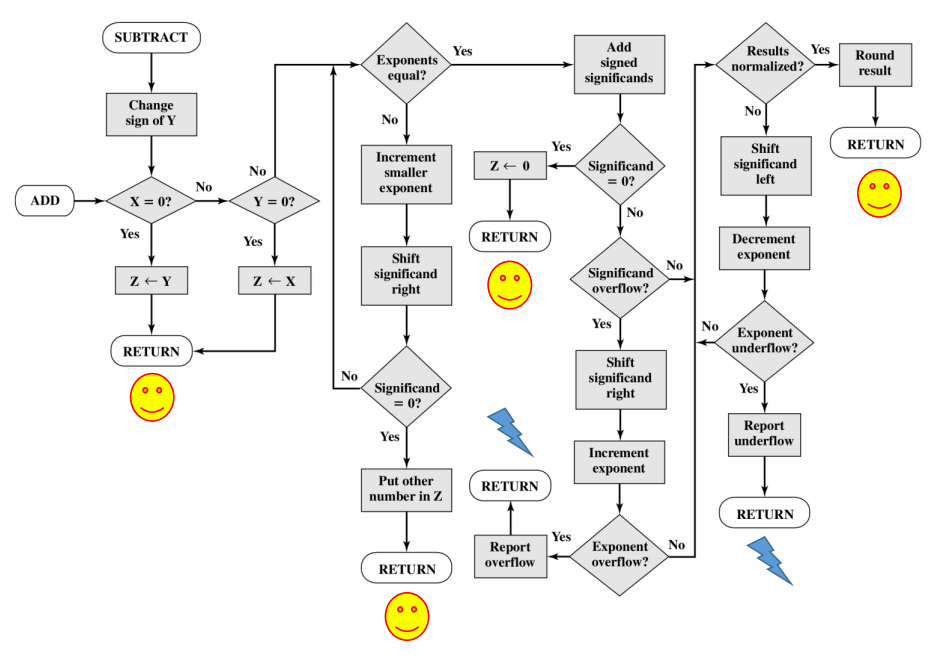 SUBTRACT
Change
sign of Y
ADD
X = 0?
No
Yes
Z ← Y
RETURN
Y = 0?
No
Yes
Z ← X
Exponents
equal?
Yes
No
Increment
smaller
exponent
Shift
significand
right
Significand
= 0?
No
Yes
Put other
number in Z
RETURN
Add
signed
significands
Significand
= 0?
Yes
Z ← 0
RETURN
No
Significand
overflow?
No
Yes
Shift
significand
right
Increment
exponent
Exponent
overflow?
Yes
Report
overflow
RETURN
No
Results
normalized?
Yes
Round
result
RETURN
No
Shift
significand
left
Decrement
exponent
Exponent
underflow?
No
Yes
Report
underflow
RETURN